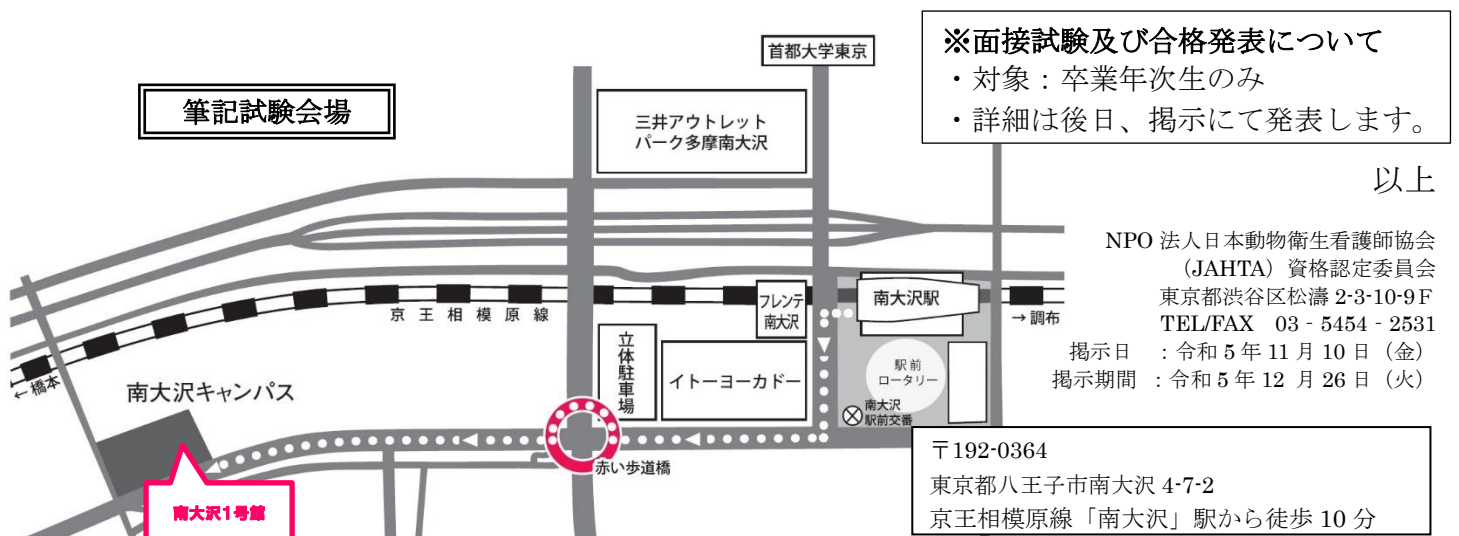 首都大学東京
※面接試験及び合格発表について
・対象：卒業年次生のみ
・詳細は後日、掲示にて発表します。
筆記試験会場
三井アウトレット
パーク多摩南大沢
以上
NPO 法人日本動物衛生看護師協会
（JAHTA）資格認定委員会
東京都渋谷区松濤 2-3-10-9F
TEL/FAX 03‐5454‐2531
掲示日 ：令和 5 年 11 月 10 日（金）
掲示期間 ：令和 5 年 12 月 26 日（火）
フレンテ
南大沢
南大沢駅
→調布
京王相模原線
←橋本
立体駐車場
イトーヨーカドー
駅前
ロータリー
南大沢
駅前交番
南大沢キャンパス
赤い歩道橋
南大沢1号館
〒192-0364
東京都八王子市南大沢 4-7-2
京王相模原線「南大沢」駅から徒歩 10 分